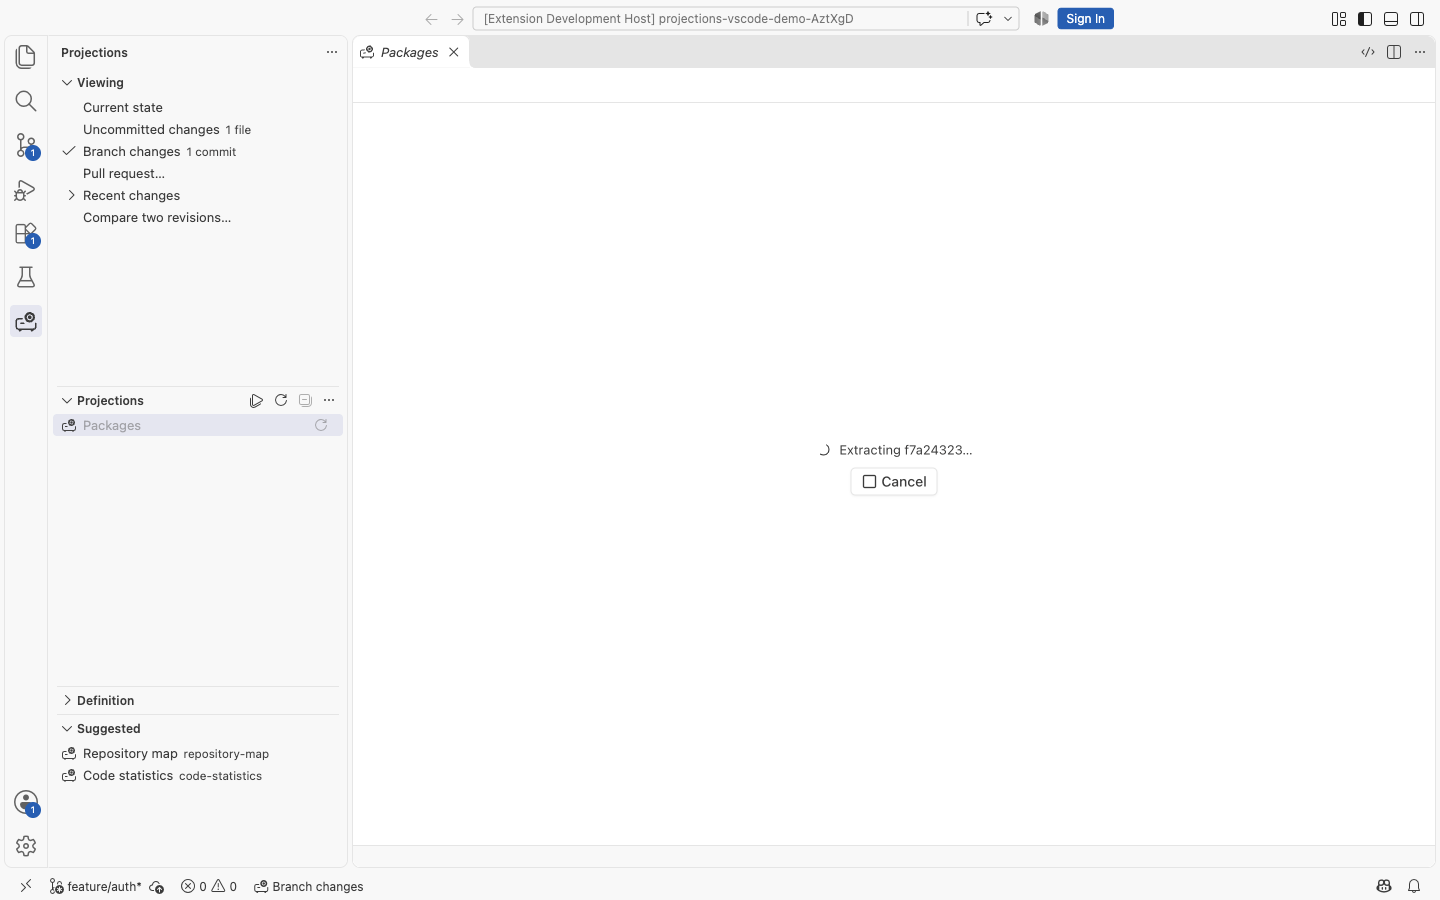 [Extension Development Host] projections-vscode-demo-AztXgD
Sign In
Projections
Packages
Viewing
Current state
Uncommitted changes 1 file
Branch changes 1 commit
Pull request...
Recent changes
Compare two revisions...
1
1
Projections
Packages
Extracting f7a24323...
Cancel
Definition
Suggested
Repository map repository-map
Code statistics code-statistics
1
feature/auth* 0 0 Branch changes